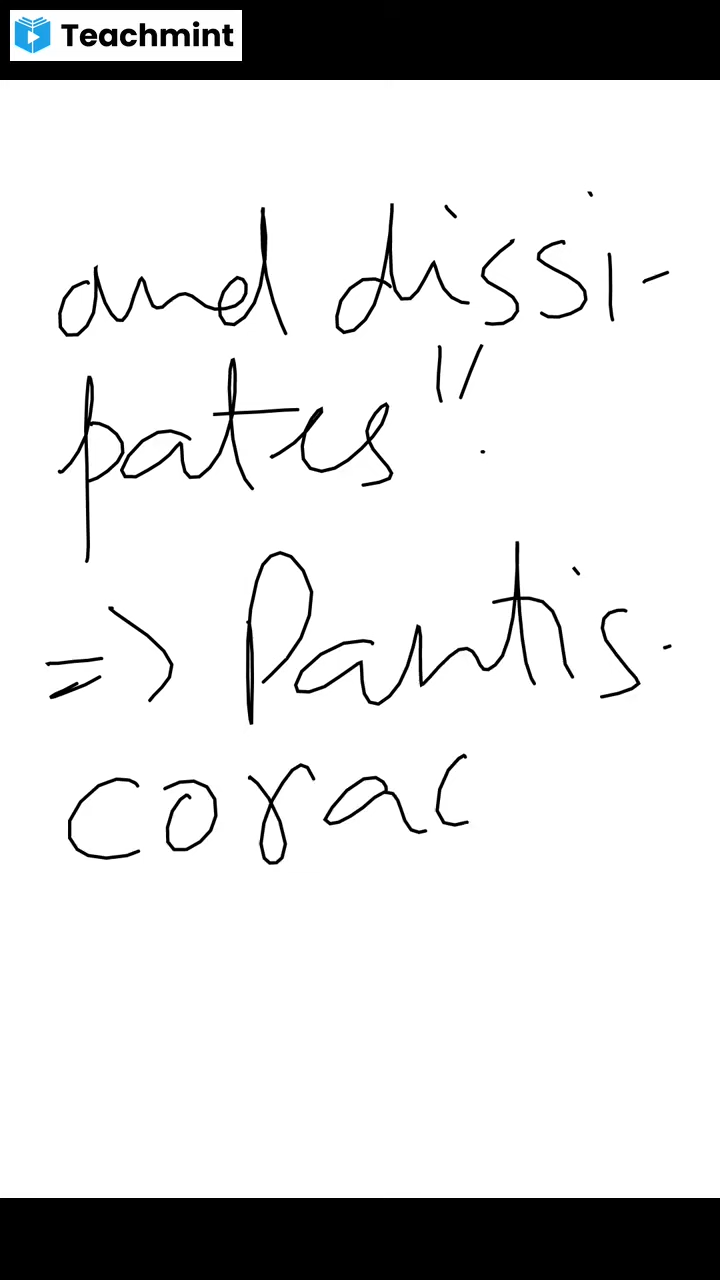 Teachmint
and dissi-
pates".
=> Pantis.
corac